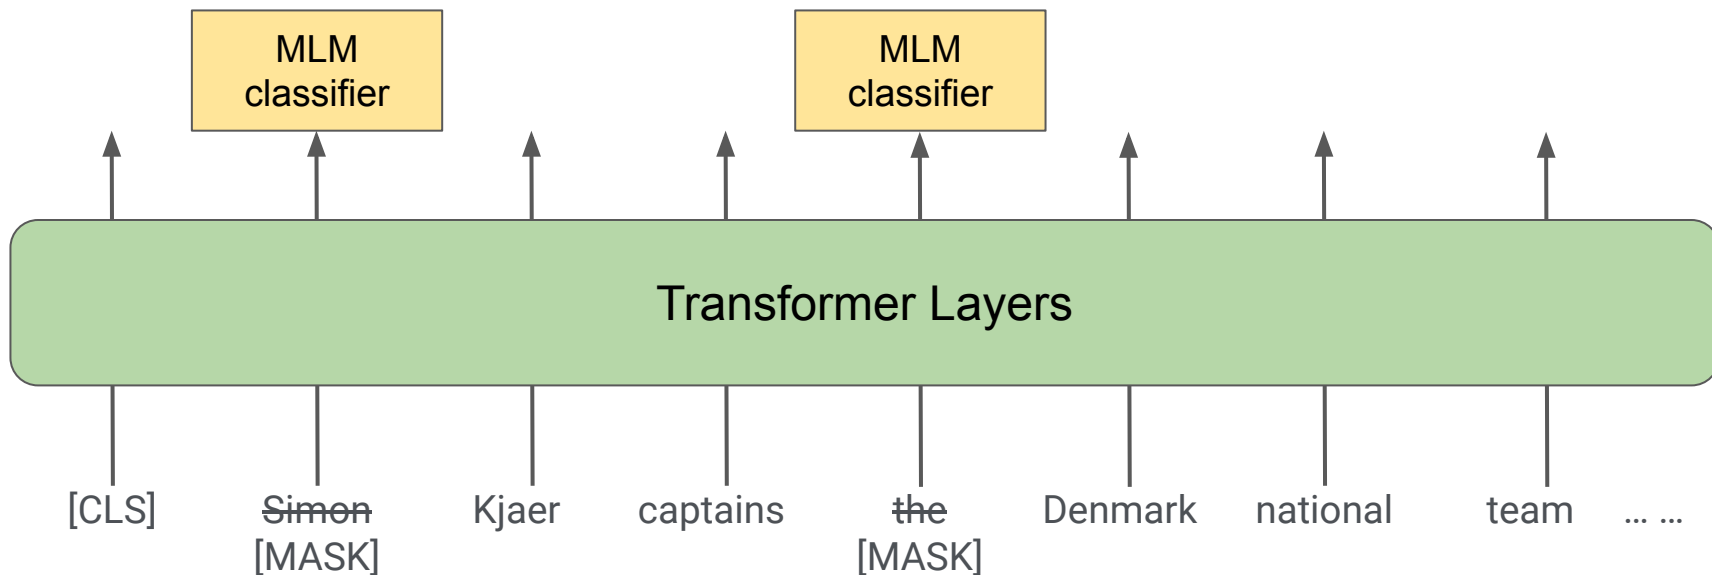 MLM
classifier
MLM
classifier
Transformer Layers
[CLS] Simon Kjaer captains the Denmark national team ... ...
[MASK] [MASK]